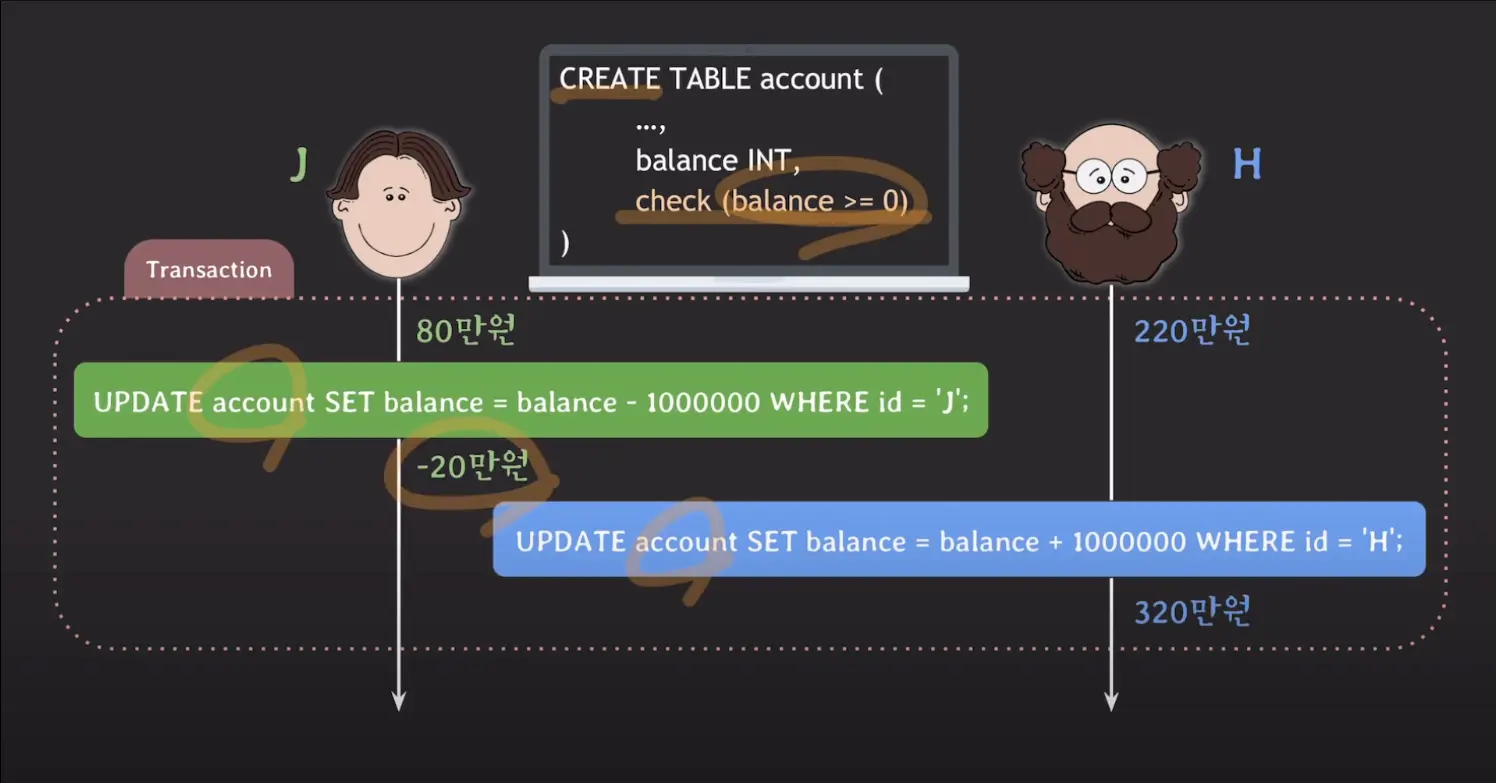 CREATE TABLE account (
...,
balance INT,
check (balance >= 0)
)
J
H
Transaction
80만원
220만원
UPDATE account SET balance = balance - 1000000 WHERE id = 'J';
-20만원
UPDATE account SET balance = balance + 1000000 WHERE id = 'H';
320만원